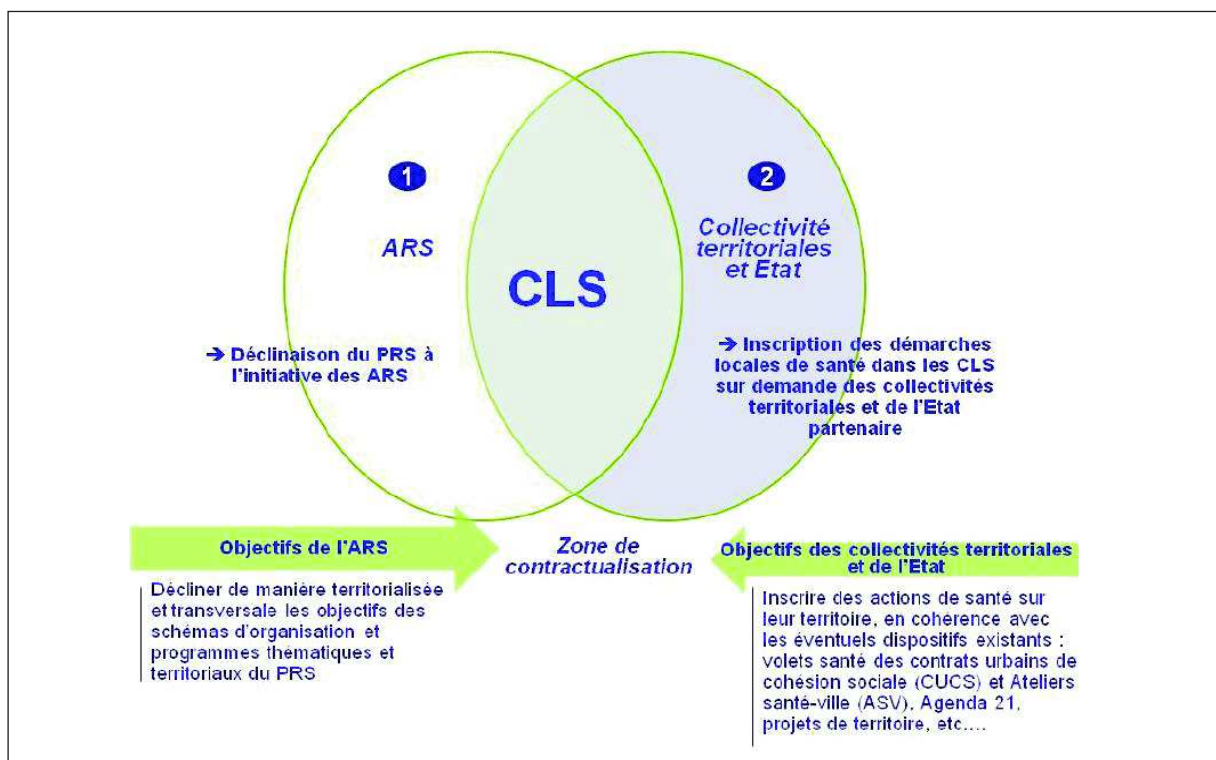 1
ARS
➔ Déclinaison du PRS à
l'initiative des ARS
CLS
2
Collectivité
territoriales
et Etat
➔ Inscription des démarches
locales de santé dans les CLS
sur demande des collectivités
territoriales et de l'Etat
partenaire
Objectifs de l'ARS
Décliner de manière territorialisée
et transversale les objectifs des
schémas d'organisation et
programmes thématiques et
territoriaux du PRS
Zone de
contractualisation
Objectifs des collectivités territoriales
et de l'Etat
Inscrire des actions de santé sur
leur territoire, en cohérence avec
les éventuels dispositifs existants :
volets santé des contrats urbains de
cohésion sociale (CUCS) et Ateliers
santé-ville (ASV), Agenda 21,
projets de territoire, etc....